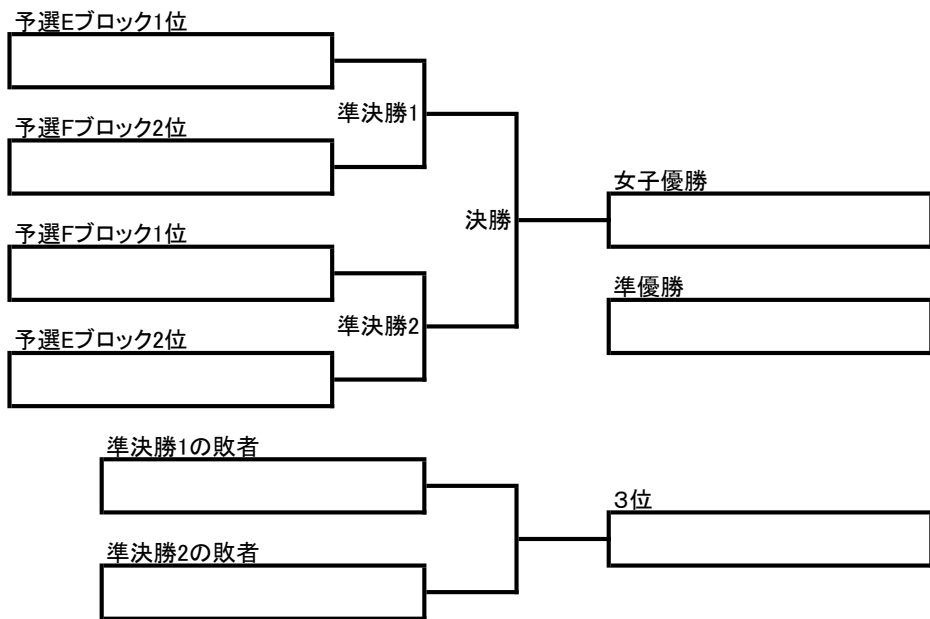 予選Eブロック1位
準決勝1
予選Fブロック2位
女子優勝
決勝
予選Fブロック1位
準優勝
準決勝2
予選Eブロック2位
準決勝1の敗者
３位
準決勝2の敗者